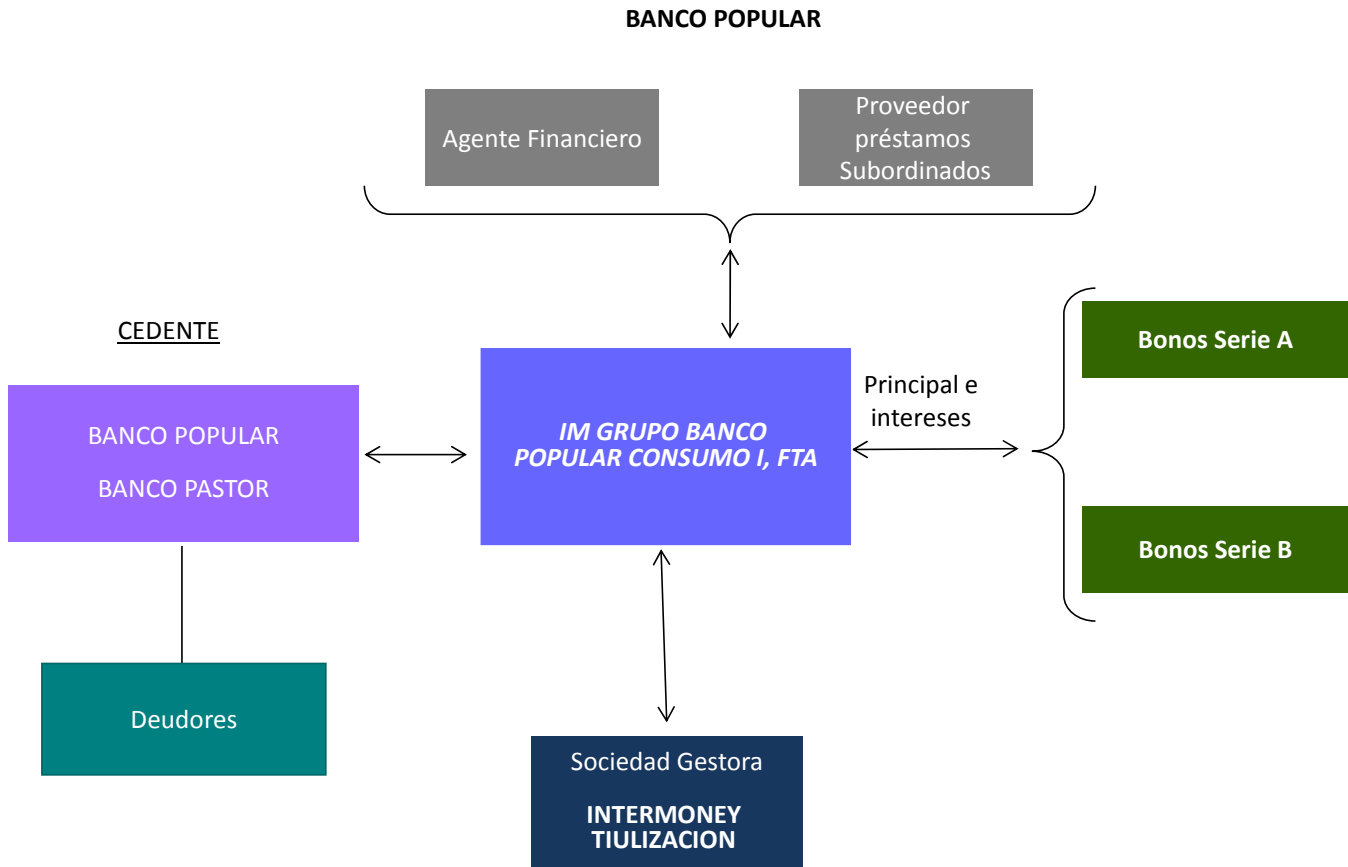 BANCO POPULAR
Agente Financiero
Proveedor
préstamos
Subordinados
CEDENTE
BANCO POPULAR
BANCO PASTOR
IM GRUPO BANCO
POPULAR CONSUMO I, FTA
Principal e
intereses
Bonos Serie A
Bonos Serie B
Deudores
Sociedad Gestora
INTERMONEY
TIULIZACION